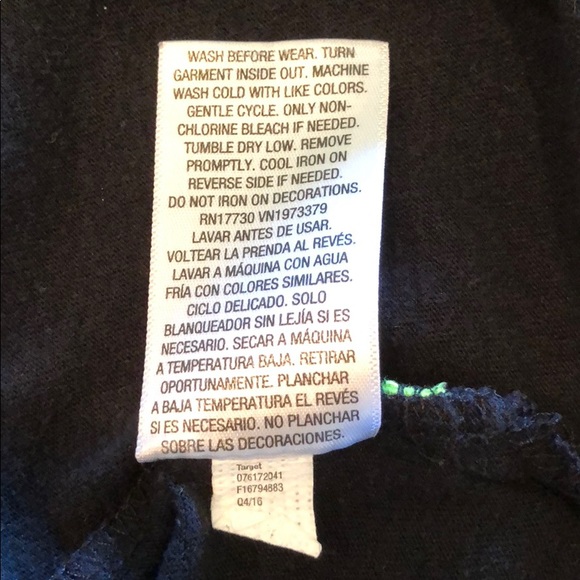 WASH BEFORE WEAR. TURN
GARMENT INSIDE OUT. MACHINE
WASH COLD WITH LIKE COLORS.
GENTLE CYCLE. ONLY NON-
CHLORINE BLEACH IF NEEDED.
TUMBLE DRY LOW. REMOVE
PROMPTLY. COOL IRON ON
REVERSE SIDE IF NEEDED.
DO NOT IRON ON DECORATIONS.
RN17730 VN1973379
LAVAR ANTES DE USAR.
VOLTEAR LA PRENDA AL REVÉS.
LAVAR A MÁQUINA CON AGUA
FRÍA CON COLORES SIMILARES.
CICLO DELICADO. SOLO
BLANQUEADOR SIN LEJÍA SI ES
NECESARIO. SECAR A MÁQUINA
A TEMPERATURA BAJA. RETIRAR
OPORTUNAMENTE. PLANCHAR
A BAJA TEMPERATURA EL REVÉS
SI ES NECESARIO. NO PLANCHAR
SOBRE LAS DECORACIONES.
Target
076172041
F16794883
Q4/16